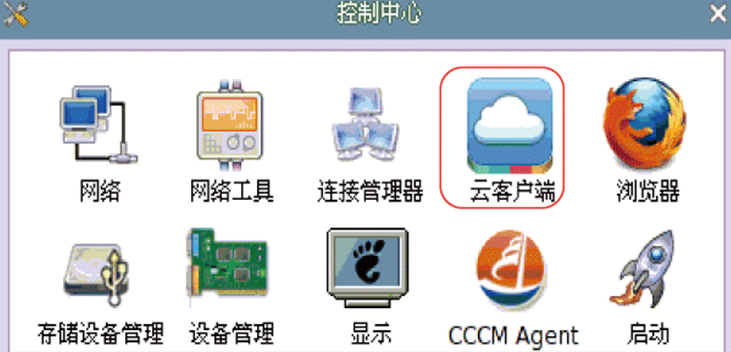 控制中心
网络 网络工具 连接管理器 云客户端 浏览器
存储设备管理 设备管理 显示 CCCM Agent 启动